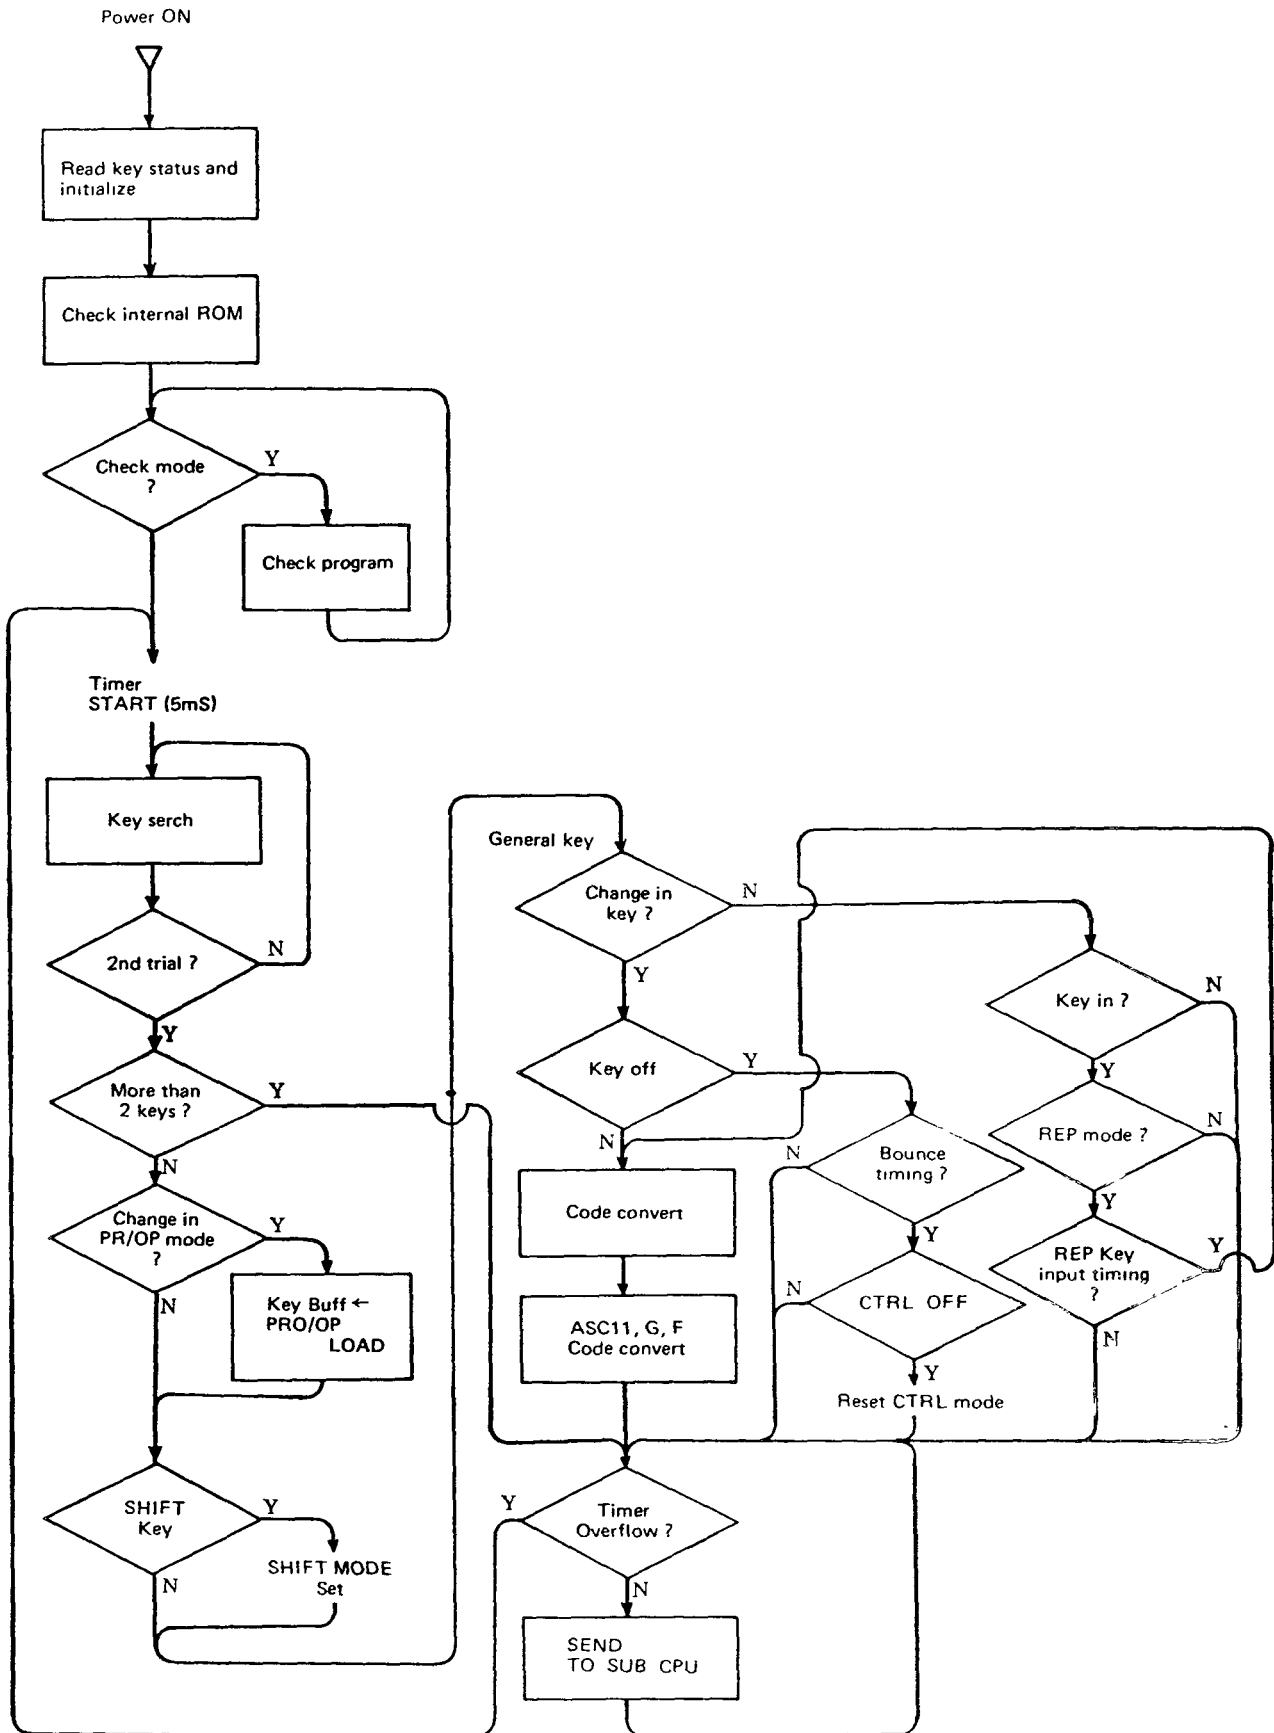 Power ON
Read key status and
initialize
Check internal ROM
Check mode
?
Y
Check program
Timer
START (5mS)
Key serch
2nd trial ?
N
Y
More than
2 keys ?
Y
N
Change in
PR/OP mode
?
Y
N
Key Buff ←
PRO/OP
LOAD
SHIFT
Key
Y
N
SHIFT MODE
Set
General key
Change in
key ?
N
Y
Key off
Y
N
Code convert
ASC11, G, F
Code convert
Bounce
timing ?
N
Y
CTRL OFF
N
Y
Reset CTRL mode
Key in ?
N
Y
REP mode ?
N
Y
REP Key
input timing
?
Y
N
Timer
Overflow ?
Y
N
SEND
TO SUB CPU